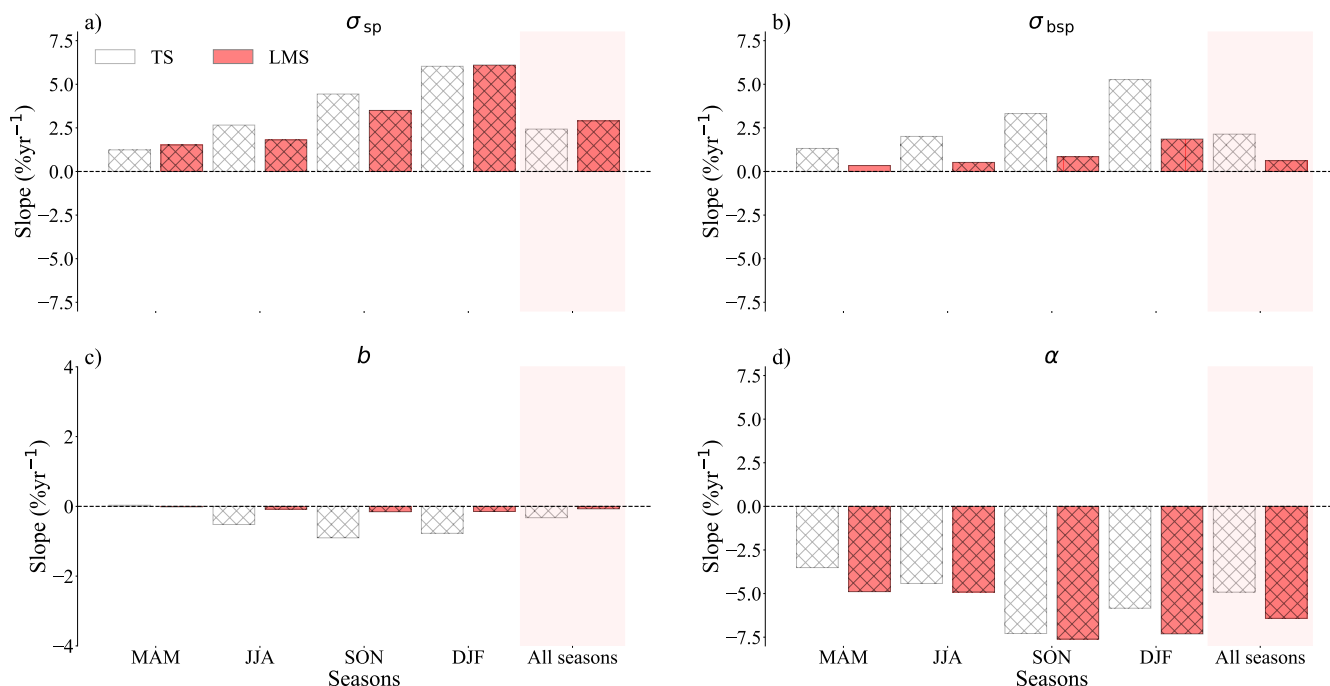 a)
σsp
7.5
5.0
2.5
0.0
−2.5
−5.0
−7.5
Slope (%yr⁻¹)
TS
LMS
b)
σbsp
7.5
5.0
2.5
0.0
−2.5
−5.0
−7.5
Slope (%yr⁻¹)
c)
b
4
2
0
−2
−4
Slope (%yr⁻¹)
MAM
JJA
SON
DJF
All seasons
Seasons
d)
α
7.5
5.0
2.5
0.0
−2.5
−5.0
−7.5
Slope (%yr⁻¹)
MAM
JJA
SON
DJF
All seasons
Seasons